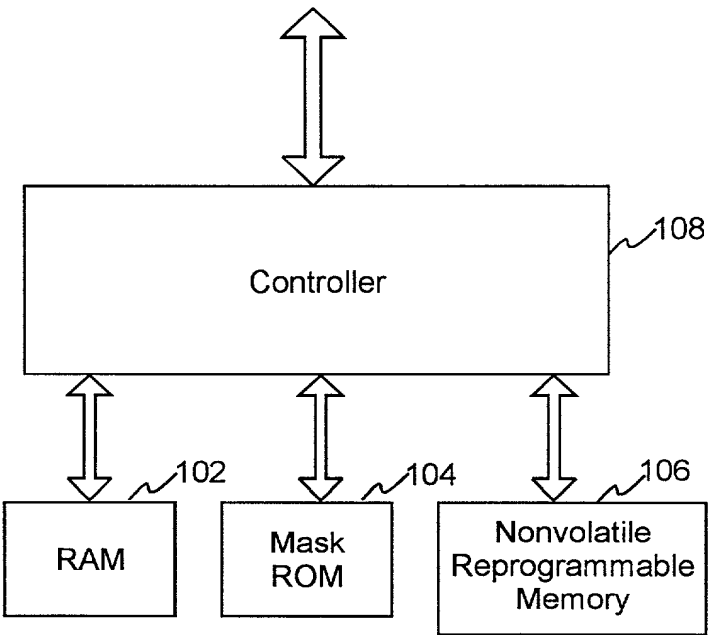 108
Controller
102
104
106
RAM
Mask
ROM
Nonvolatile
Reprogrammable
Memory